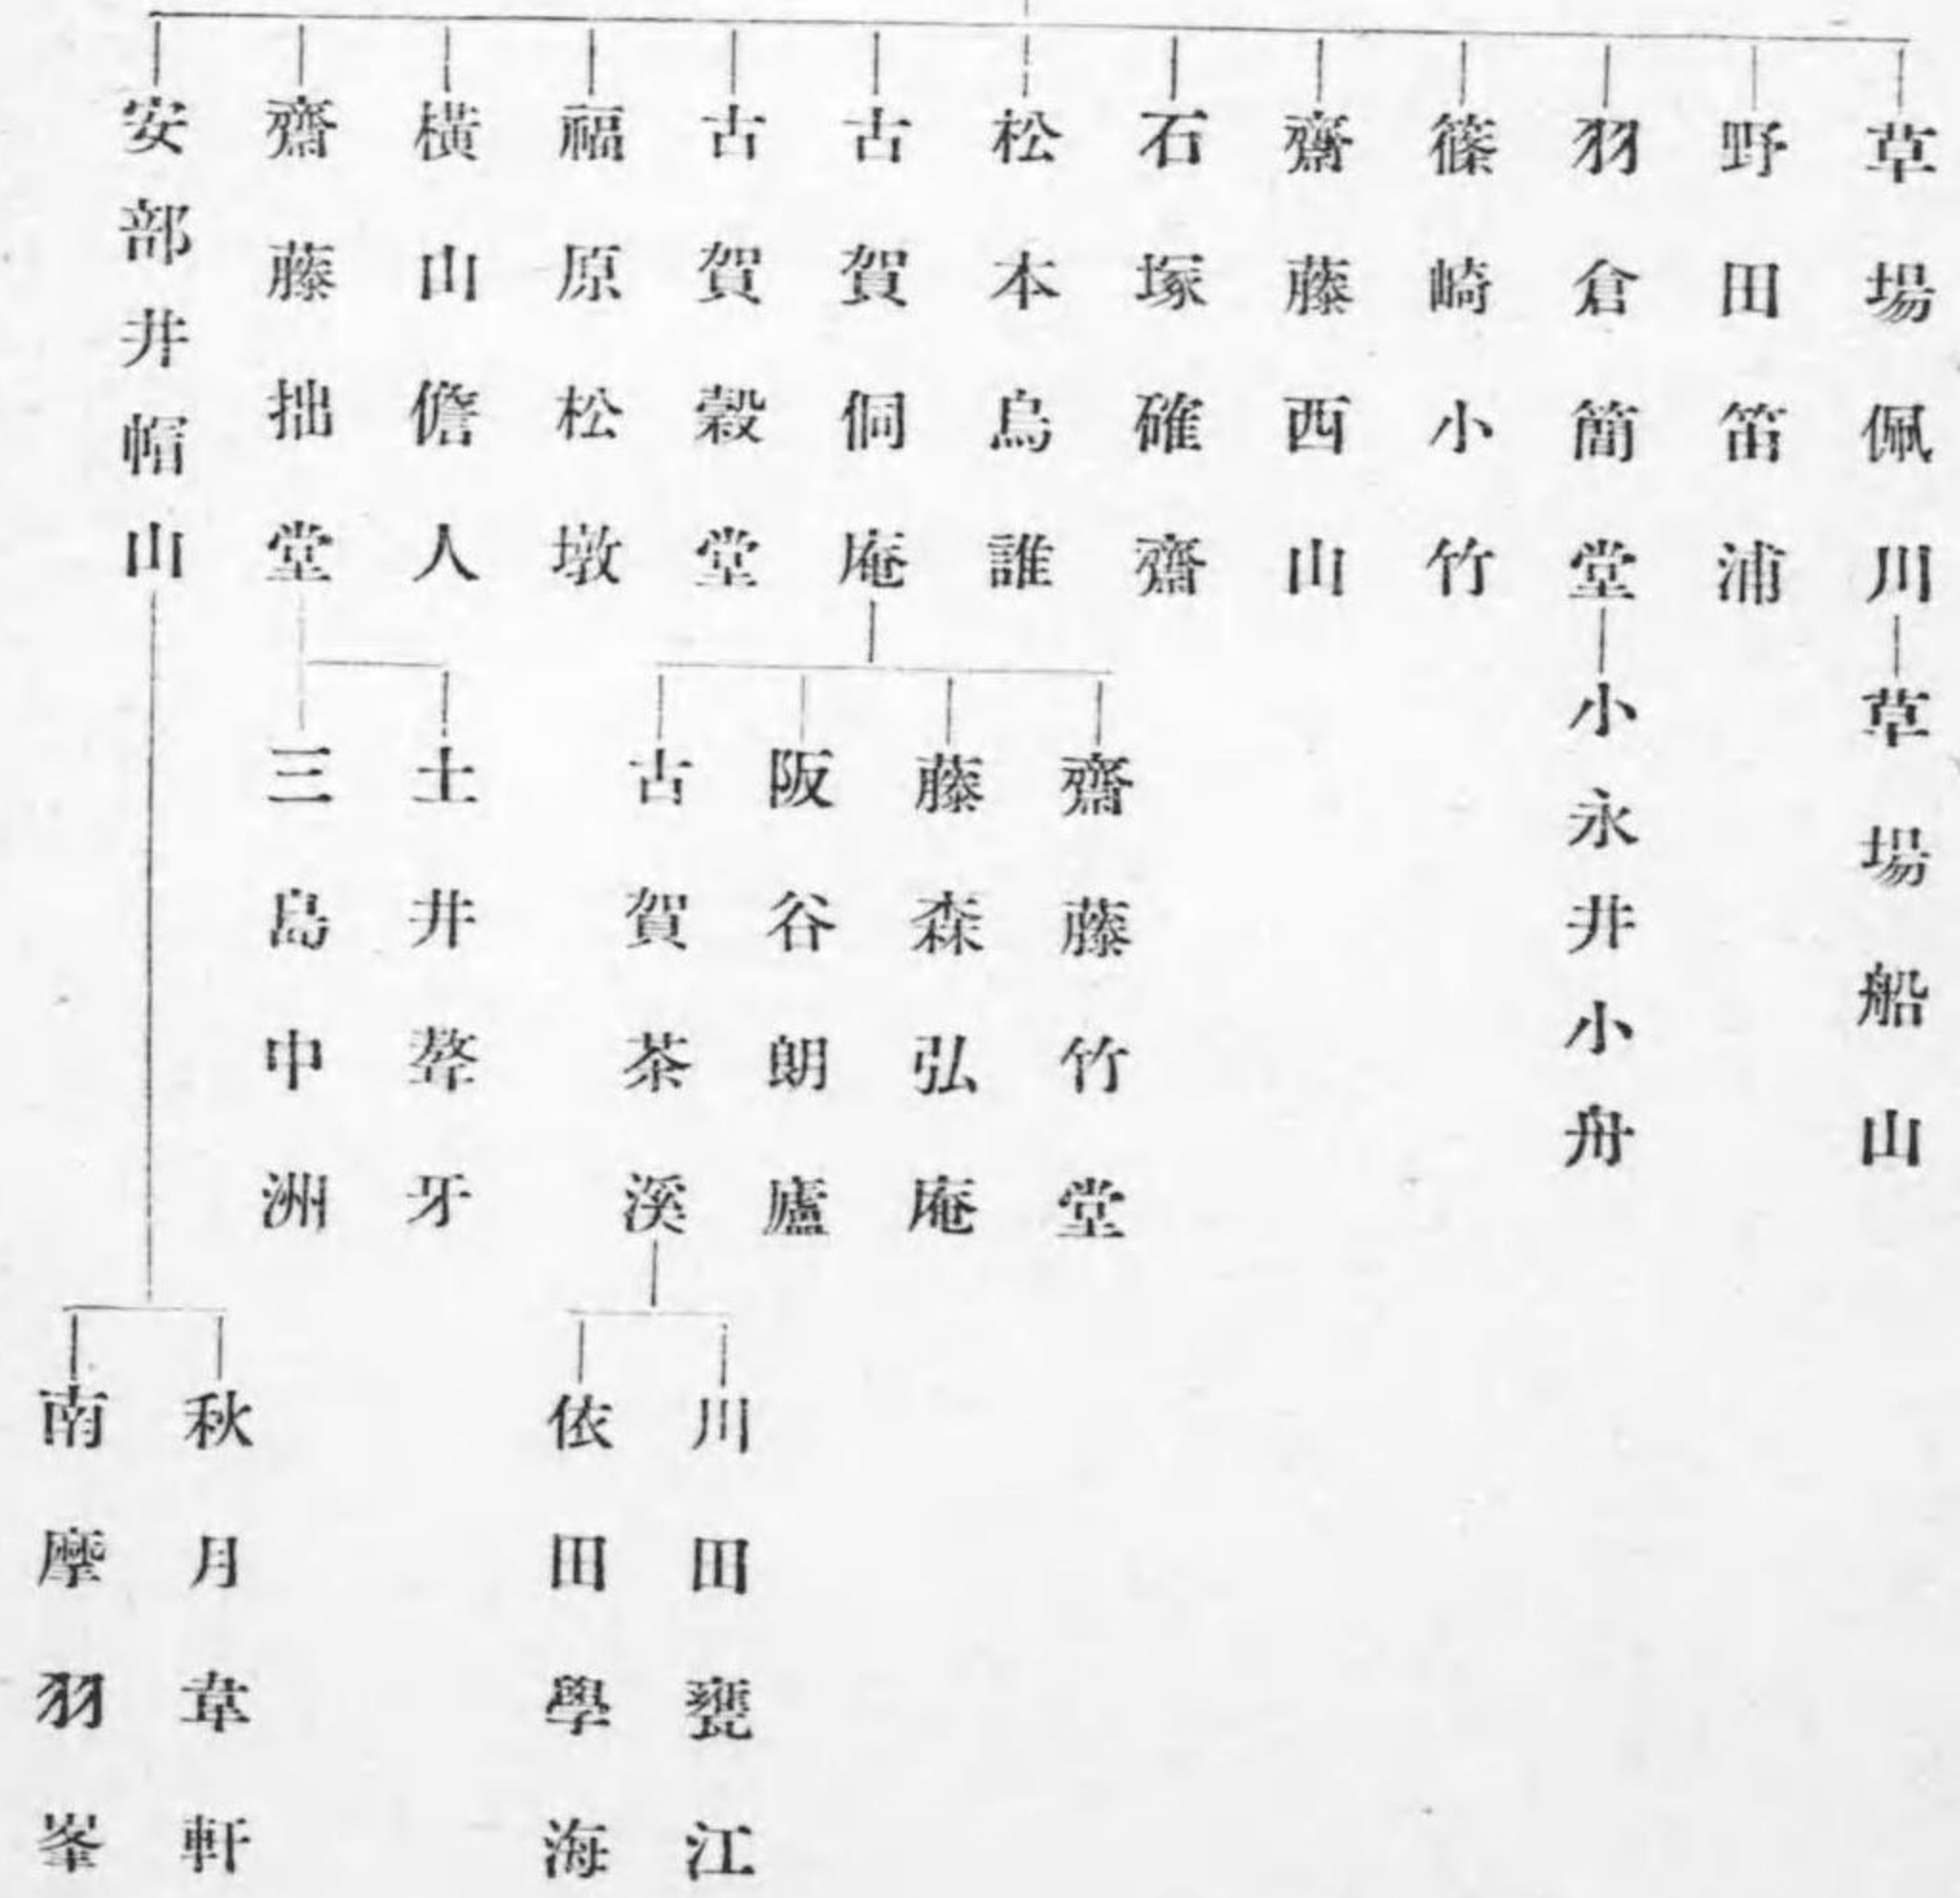 草場佩川
草場船山
野田笛浦
羽倉簡堂
小永井小舟
篠崎小竹
齋藤西山
石塚確齋
松本烏誰
古賀侗庵
齋藤竹堂
藤森弘庵
阪谷朗廬
古賀茶溪
川田甕江
依田學海
古賀穀堂
福原松墩
横山儋人
齋藤拙堂
土井聱牙
三島中洲
安部井帽山
秋月韋軒
南摩羽峯